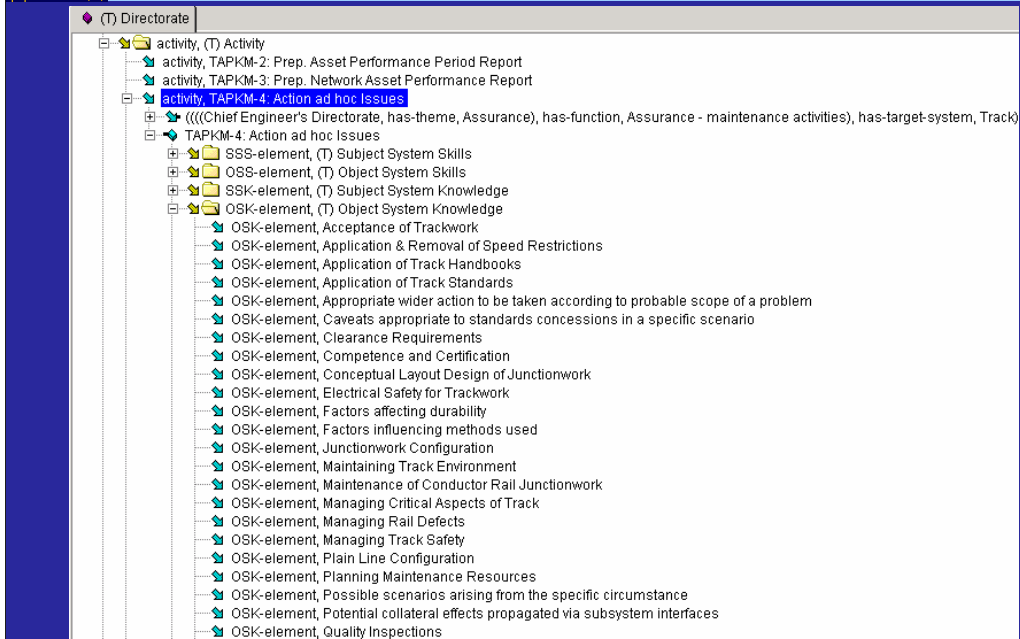 (T) Directorate
activity, (T) Activity
activity, TAPKM-2: Prep. Asset Performance Period Report
activity, TAPKM-3: Prep. Network Asset Performance Report
activity, TAPKM-4: Action ad hoc Issues
((((Chief Engineer's Directorate, has-theme, Assurance), has-function, Assurance - maintenance activities), has-target-system, Track)
TAPKM-4: Action ad hoc Issues
SSS-element, (T) Subject System Skills
OSS-element, (T) Object System Skills
SSK-element, (T) Subject System Knowledge
OSK-element, (T) Object System Knowledge
OSK-element, Acceptance of Trackwork
OSK-element, Application & Removal of Speed Restrictions
OSK-element, Application of Track Handbooks
OSK-element, Application of Track Standards
OSK-element, Appropriate wider action to be taken according to probable scope of a problem
OSK-element, Caveats appropriate to standards concessions in a specific scenario
OSK-element, Clearance Requirements
OSK-element, Competence and Certification
OSK-element, Conceptual Layout Design of Junctionwork
OSK-element, Electrical Safety for Trackwork
OSK-element, Factors affecting durability
OSK-element, Factors influencing methods used
OSK-element, Junctionwork Configuration
OSK-element, Maintaining Track Environment
OSK-element, Maintenance of Conductor Rail Junctionwork
OSK-element, Managing Critical Aspects of Track
OSK-element, Managing Rail Defects
OSK-element, Managing Track Safety
OSK-element, Plain Line Configuration
OSK-element, Planning Maintenance Resources
OSK-element, Possible scenarios arising from the specific circumstance
OSK-element, Potential collateral effects propagated via subsystem interfaces
OSK-element, Quality Inspections